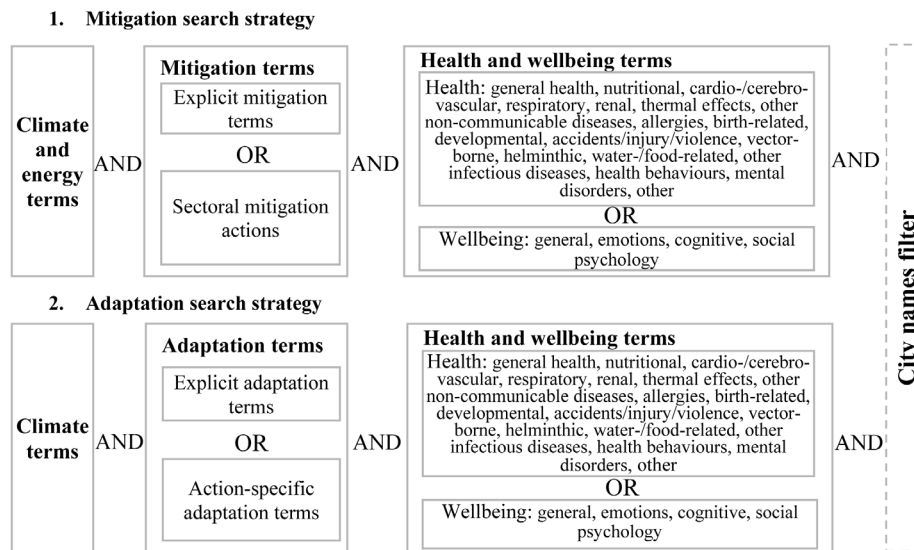 1. Mitigation search strategy
Climate
and
energy
terms
AND
Mitigation terms
Explicit mitigation
terms
OR
Sectoral mitigation
actions
AND
Health and wellbeing terms
Health: general health, nutritional, cardio-/cerebro-
vascular, respiratory, renal, thermal effects, other
non-communicable diseases, allergies, birth-related,
developmental, accidents/injury/violence, vector-
borne, helminthic, water-/food-related, other
infectious diseases, health behaviours, mental
disorders, other
OR
Wellbeing: general, emotions, cognitive, social
psychology
AND
2. Adaptation search strategy
Climate
terms
AND
Adaptation terms
Explicit adaptation
terms
OR
Action-specific
adaptation terms
AND
Health and wellbeing terms
Health: general health, nutritional, cardio-/cerebro-
vascular, respiratory, renal, thermal effects, other
non-communicable diseases, allergies, birth-related,
developmental, accidents/injury/violence, vector-
borne, helminthic, water-/food-related, other
infectious diseases, health behaviours, mental
disorders, other
OR
Wellbeing: general, emotions, cognitive, social
psychology
AND
City names filter